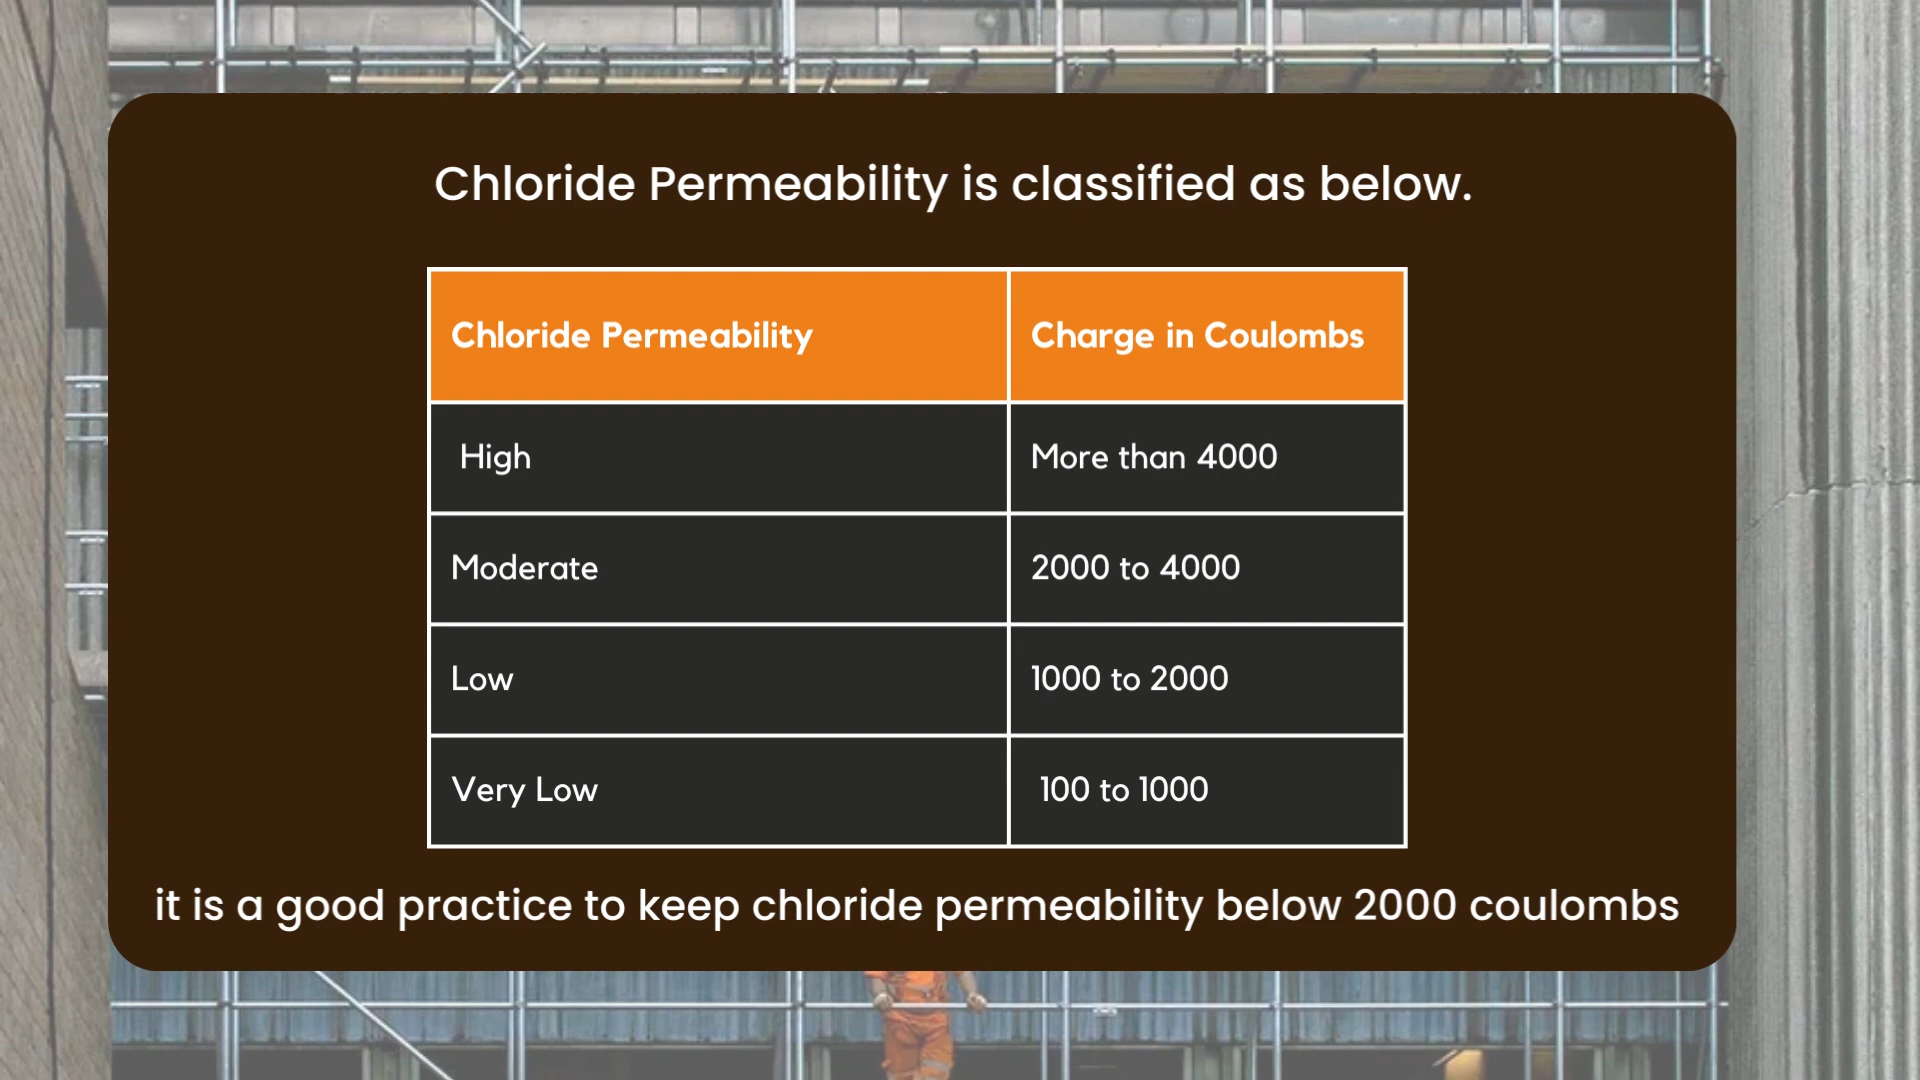 Chloride Permeability is classified as below.
Chloride Permeability Charge in Coulombs
High More than 4000
Moderate 2000 to 4000
Low 1000 to 2000
Very Low 100 to 1000
it is a good practice to keep chloride permeability below 2000 coulombs